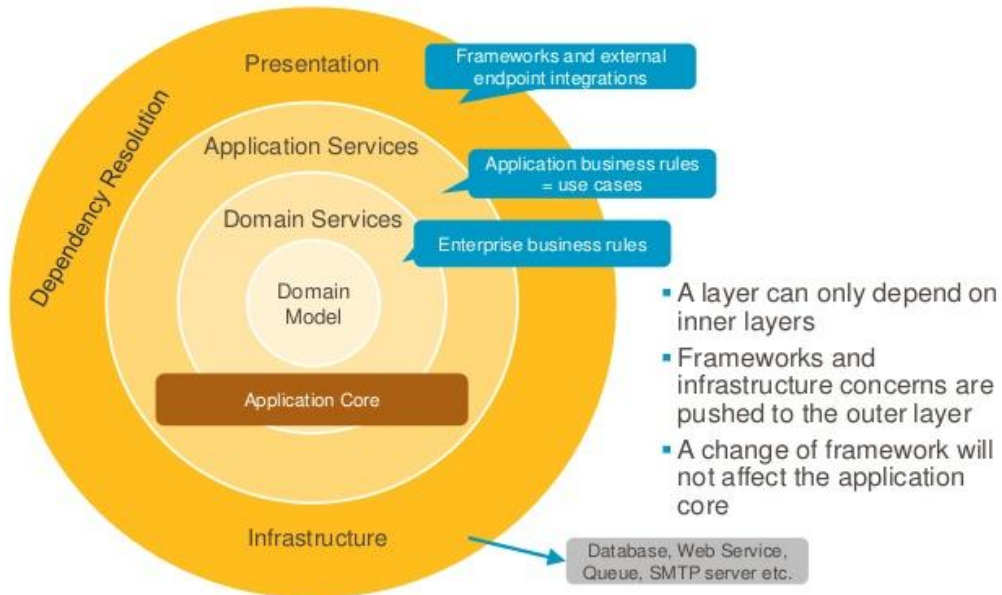 Presentation
Frameworks and external
endpoint integrations
Dependency Resolution
Application Services
Application business rules
= use cases
Domain Services
Enterprise business rules
Domain
Model
Application Core
Infrastructure
▪ A layer can only depend on
inner layers
▪ Frameworks and
infrastructure concerns are
pushed to the outer layer
▪ A change of framework will
not affect the application
core
Database, Web Service,
Queue, SMTP server etc.